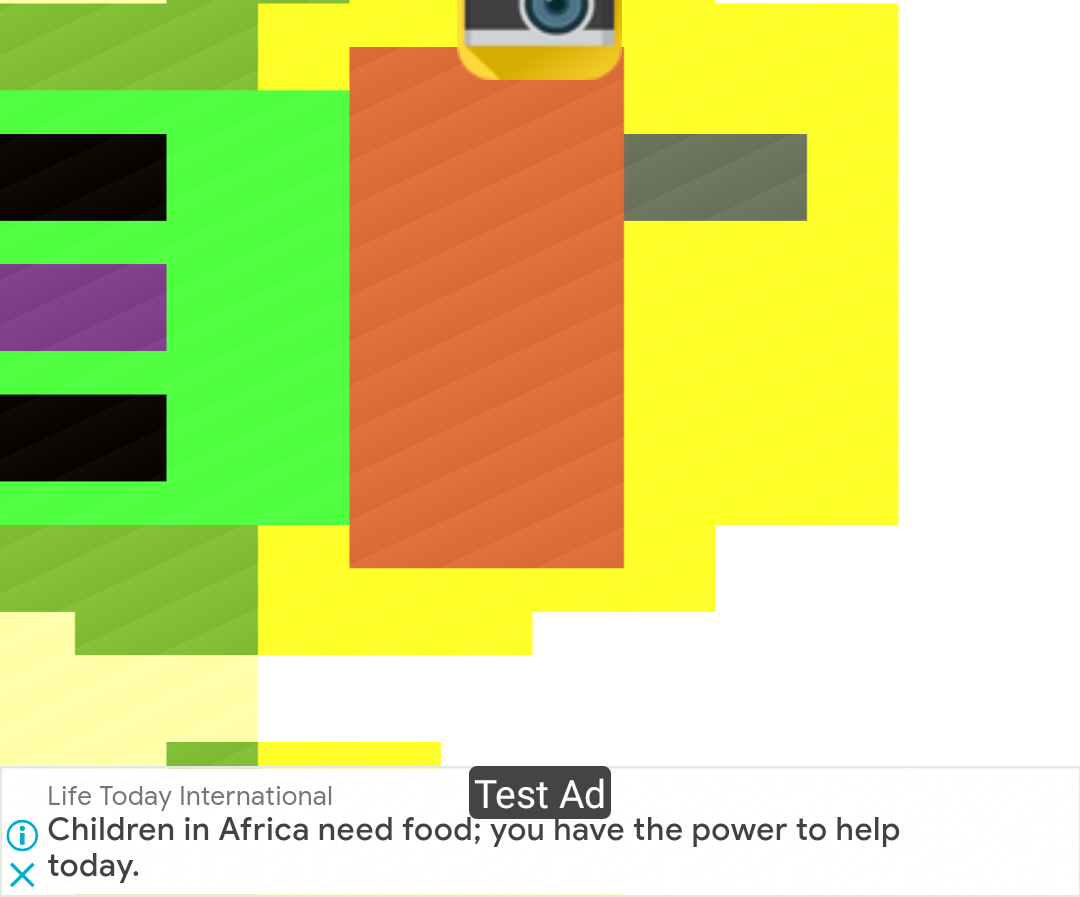 Test Ad
Life Today International
Children in Africa need food; you have the power to help
today.